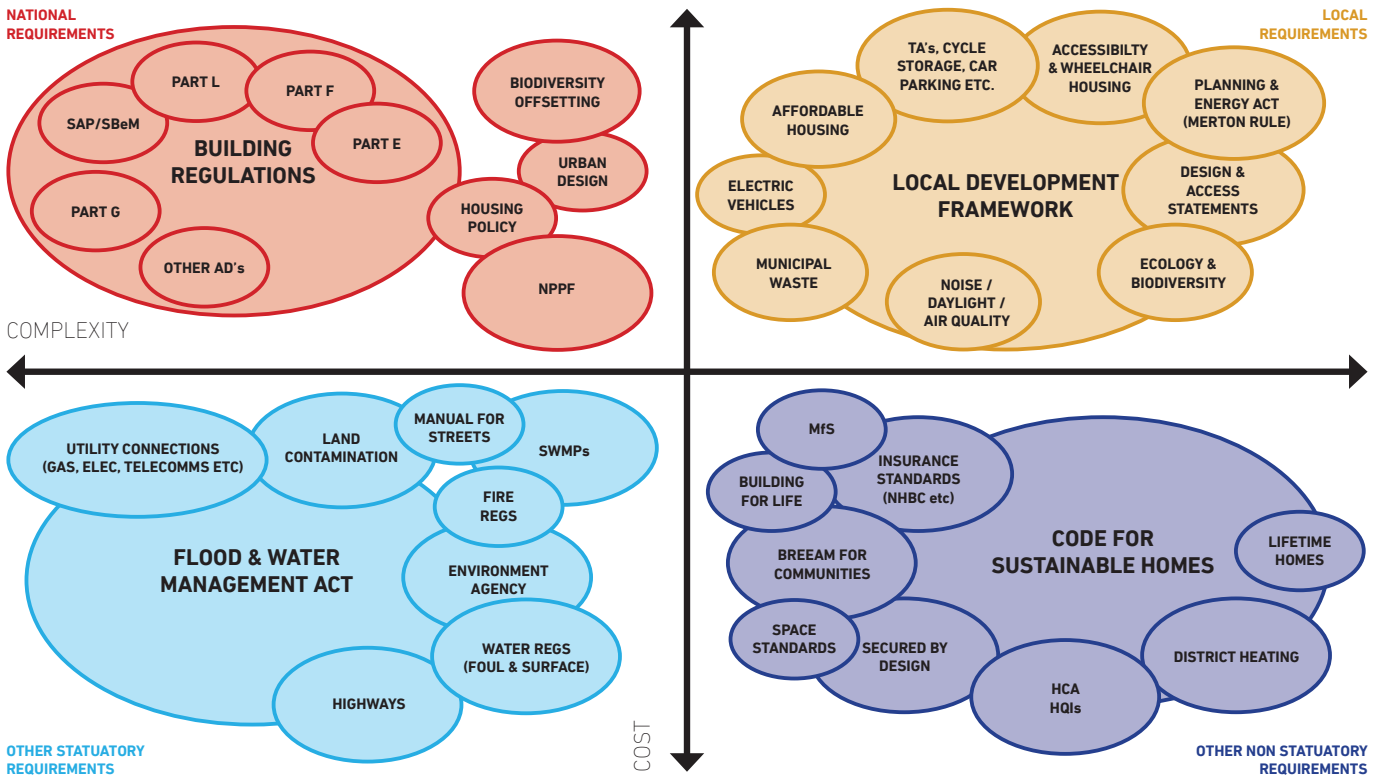 NATIONAL
REQUIREMENTS
PART L
PART F
SAP/SBeM
PART E
BUILDING
REGULATIONS
PART G
OTHER AD's
BIODIVERSITY
OFFSETTING
URBAN
DESIGN
HOUSING
POLICY
NPPF
COMPLEXITY
LOCAL
REQUIREMENTS
TA's, CYCLE
STORAGE, CAR
PARKING ETC.
ACCESSIBILTY
& WHEELCHAIR
HOUSING
PLANNING &
ENERGY ACT
(MERTON RULE)
AFFORDABLE
HOUSING
ELECTRIC
VEHICLES
LOCAL DEVELOPMENT
FRAMEWORK
DESIGN &
ACCESS
STATEMENTS
MUNICIPAL
WASTE
NOISE /
DAYLIGHT /
AIR QUALITY
ECOLOGY &
BIODIVERSITY
UTILITY CONNECTIONS
(GAS, ELEC, TELECOMMS ETC)
LAND
CONTAMINATION
MANUAL FOR
STREETS
SWMPs
FIRE
REGS
FLOOD & WATER
MANAGEMENT ACT
ENVIRONMENT
AGENCY
WATER REGS
(FOUL & SURFACE)
HIGHWAYS
OTHER STATUATORY
REQUIREMENTS
COST
MfS
INSURANCE
STANDARDS
(NHBC etc)
BUILDING
FOR LIFE
CODE FOR
SUSTAINABLE HOMES
LIFETIME
HOMES
BREEAM FOR
COMMUNITIES
SPACE
STANDARDS
SECURED BY
DESIGN
HCA
HQIs
DISTRICT HEATING
OTHER NON STATUATORY
REQUIREMENTS